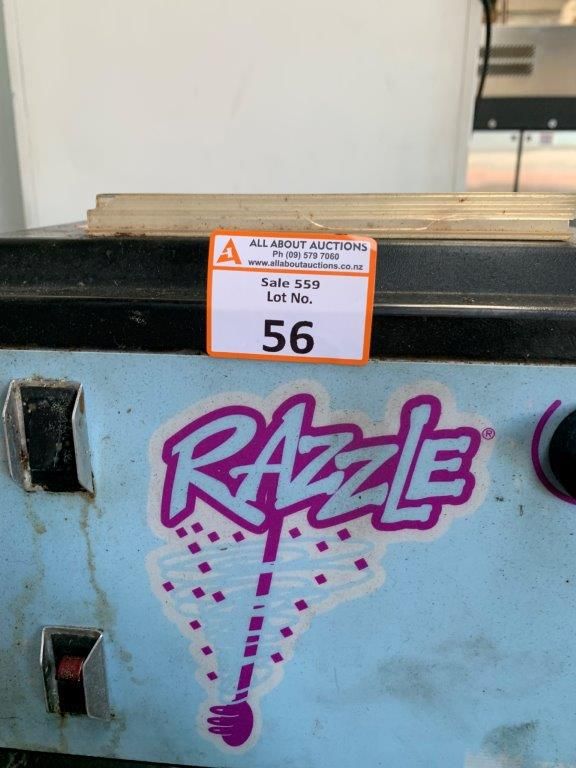 ALL ABOUT AUCTIONS
Ph (09) 579 7060
www.allaboutauctions.co.nz
Sale 559
Lot No.
56
RAZZLE®